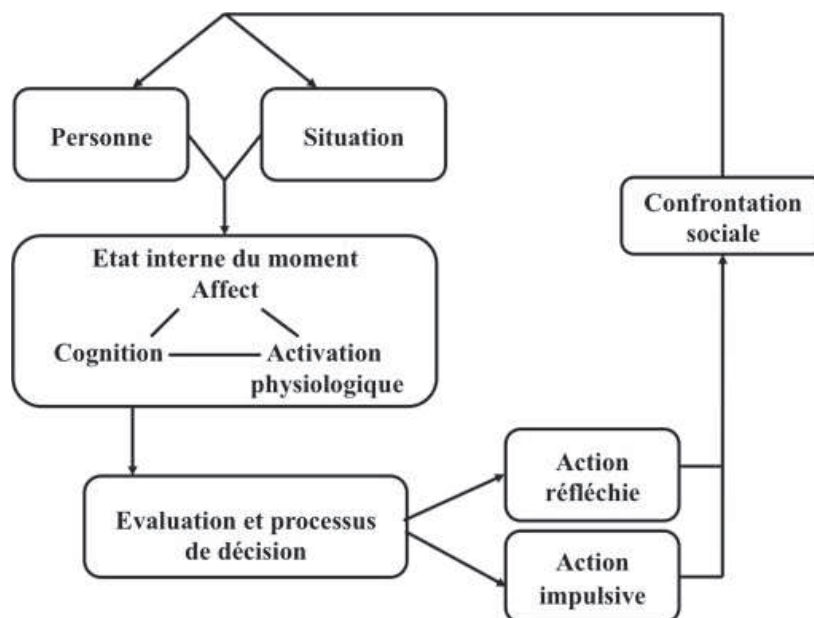 Personne
Situation
Confrontation
sociale
Etat interne du moment
Affect
Cognition
Activation
physiologique
Action
réfléchie
Evaluation et processus
de décision
Action
impulsive